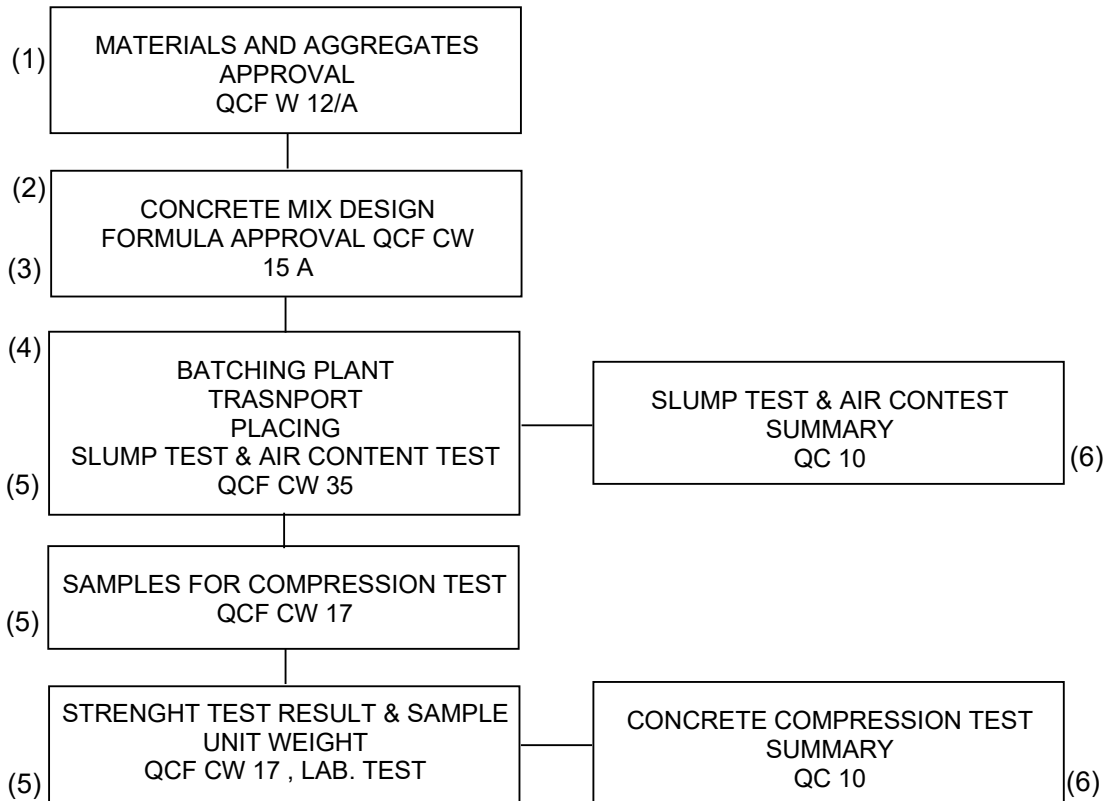 (1)
MATERIALS AND AGGREGATES
APPROVAL
QCF W 12/A
(2)
CONCRETE MIX DESIGN
FORMULA APPROVAL QCF CW
(3)
15 A
(4)
BATCHING PLANT
TRASNPORT
PLACING
SLUMP TEST & AIR CONTENT TEST
(5)
QCF CW 35
SLUMP TEST & AIR CONTEST
SUMMARY
QC 10
(6)
SAMPLES FOR COMPRESSION TEST
QCF CW 17
(5)
STRENGHT TEST RESULT & SAMPLE
UNIT WEIGHT
QCF CW 17 , LAB. TEST
(5)
CONCRETE COMPRESSION TEST
SUMMARY
QC 10
(6)